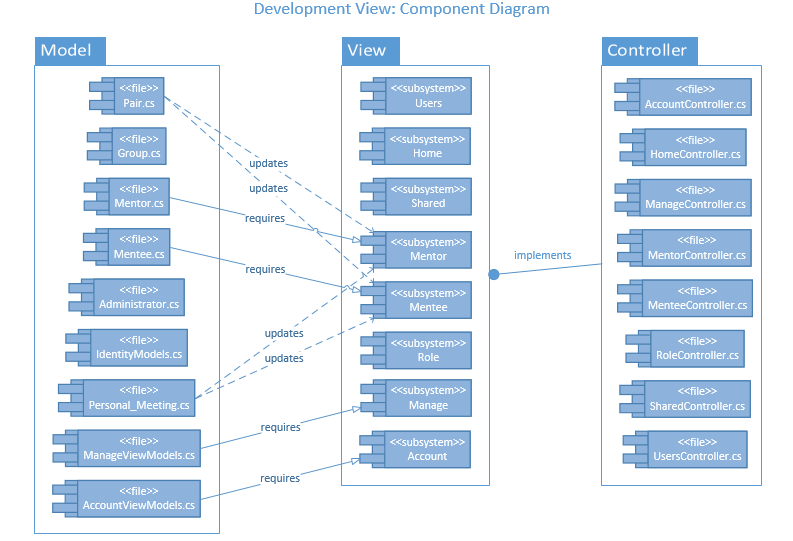 Development View: Component Diagram
Model
<<file>>
Pair.cs
<<file>>
Group.cs
<<file>>
Mentor.cs
<<file>>
Mentee.cs
<<file>>
Administrator.cs
<<file>>
IdentityModels.cs
<<file>>
Personal_Meeting.cs
<<file>>
ManageViewModels.cs
<<file>>
AccountViewModels.cs
updates
updates
requires
requires
updates
updates
requires
requires
View
<<subsystem>>
Users
<<subsystem>>
Home
<<subsystem>>
Shared
<<subsystem>>
Mentor
<<subsystem>>
Mentee
<<subsystem>>
Role
<<subsystem>>
Manage
<<subsystem>>
Account
implements
Controller
<<file>>
AccountController.cs
<<file>>
HomeController.cs
<<file>>
ManageController.cs
<<file>>
MentorController.cs
<<file>>
MenteeController.cs
<<file>>
RoleController.cs
<<file>>
SharedController.cs
<<file>>
UsersController.cs